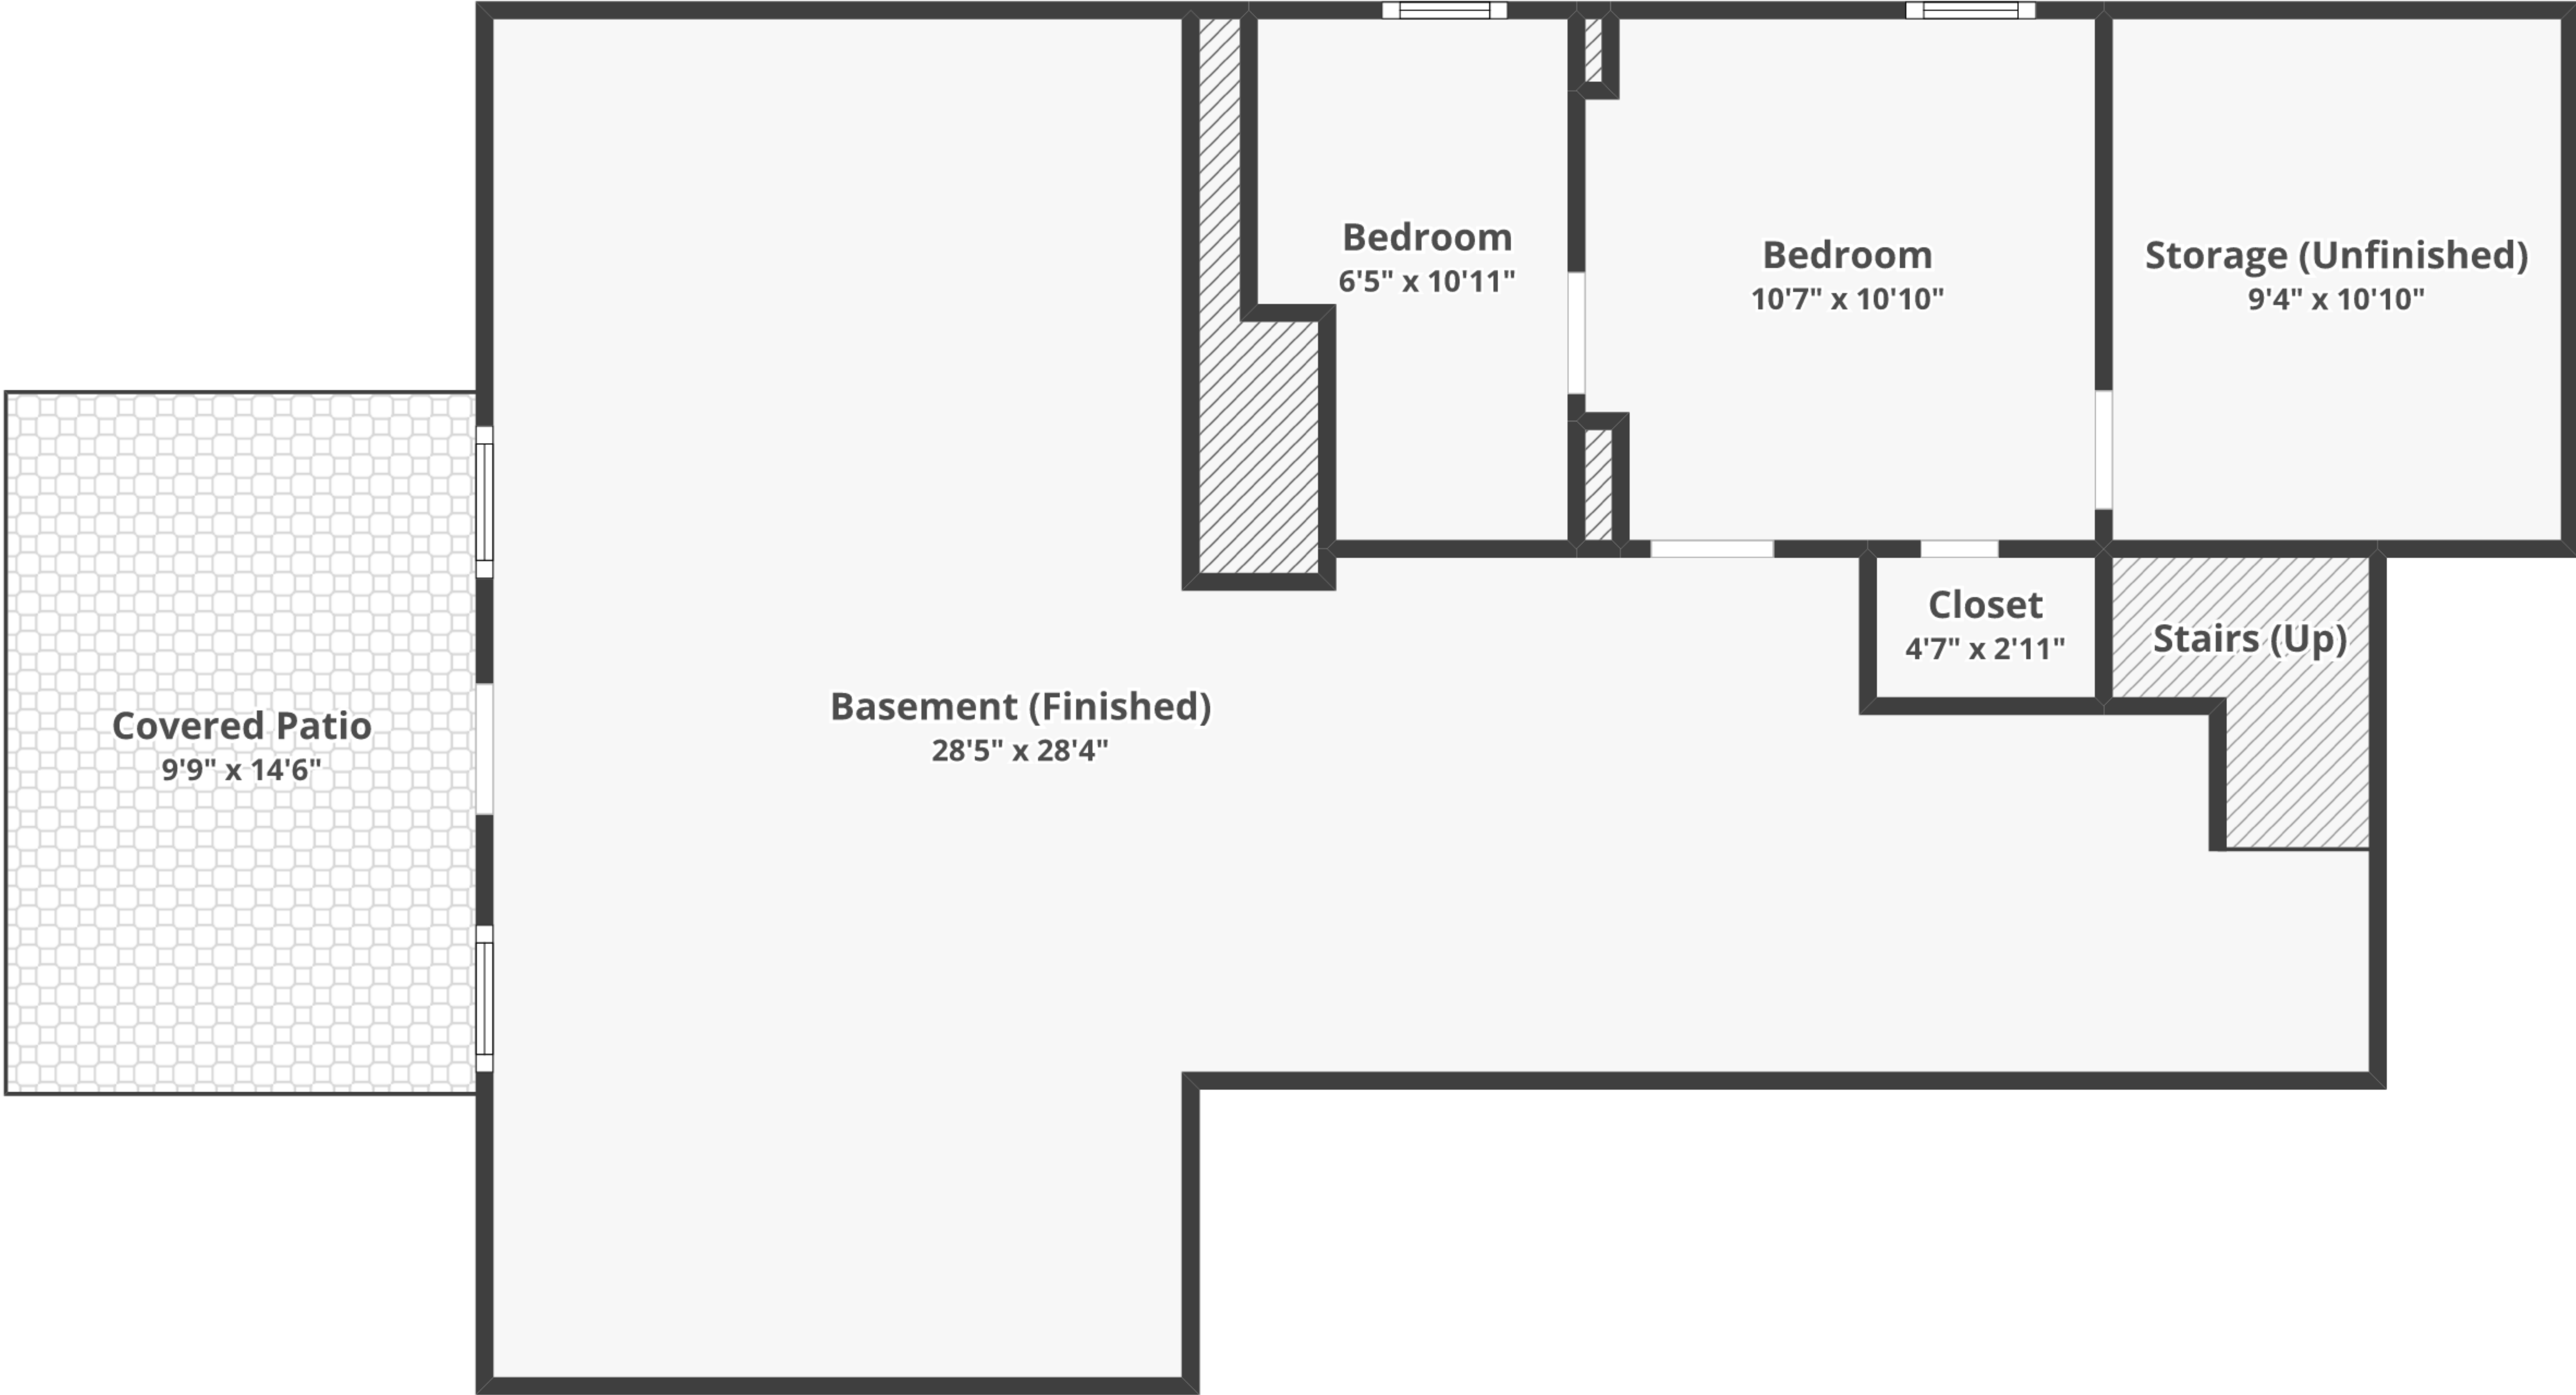 Bedroom
6'5" x 10'11"
Bedroom
10'7" x 10'10"
Storage (Unfinished)
9'4" x 10'10"
Closet
4'7" x 2'11"
Stairs (Up)
Basement (Finished)
28'5" x 28'4"
Covered Patio
9'9" x 14'6"